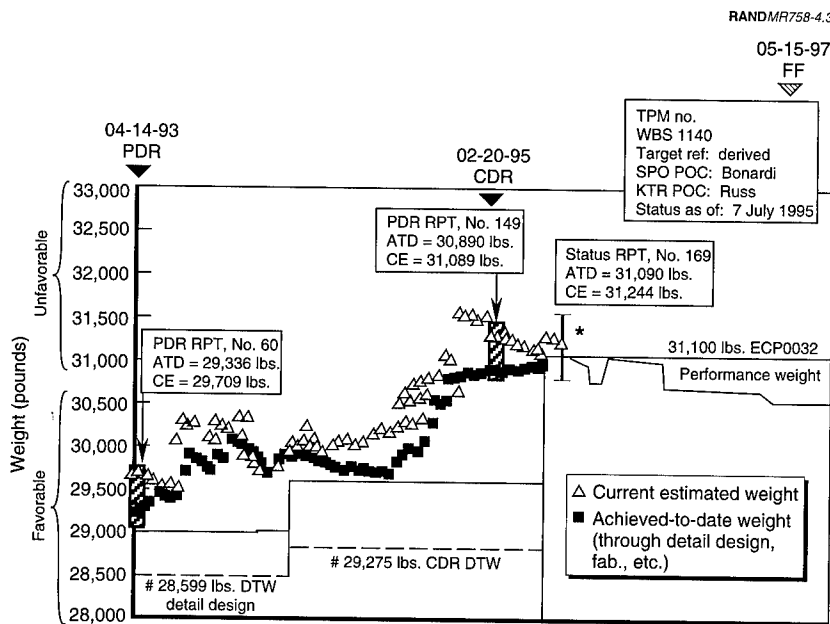 RANDMR758-4.3
05-15-97
FF
04-14-93
PDR
02-20-95
CDR
TPM no.
WBS 1140
Target ref: derived
SPO POC: Bonardi
KTR POC: Russ
Status as of: 7 July 1995
33,000
32,500
32,000
31,500
31,000
30,500
30,000
29,500
29,000
28,500
28,000
Weight (pounds)
Unfavorable
Favorable
PDR RPT, No. 149
ATD = 30,890 lbs.
CE = 31,089 lbs.
Status RPT, No. 169
ATD = 31,090 lbs.
CE = 31,244 lbs.
*
PDR RPT, No. 60
ATD = 29,336 lbs.
CE = 29,709 lbs.
31,100 lbs. ECP0032
Performance weight
Current estimated weight
Achieved-to-date weight
(through detail design,
fab., etc.)
# 28,599 lbs. DTW
detail design
# 29,275 lbs. CDR DTW